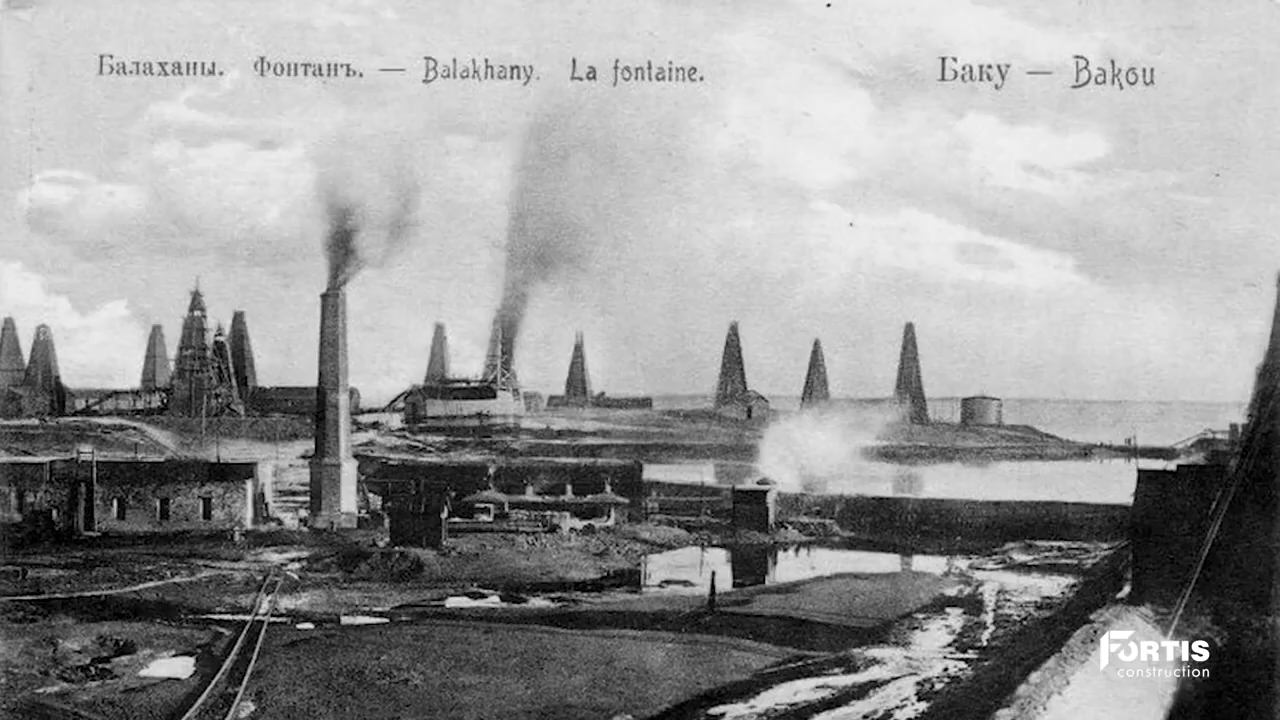 Балаханы. Фонтанъ. — Balakhany. La fontaine.
Баку — Bakou
FORTIS
construction